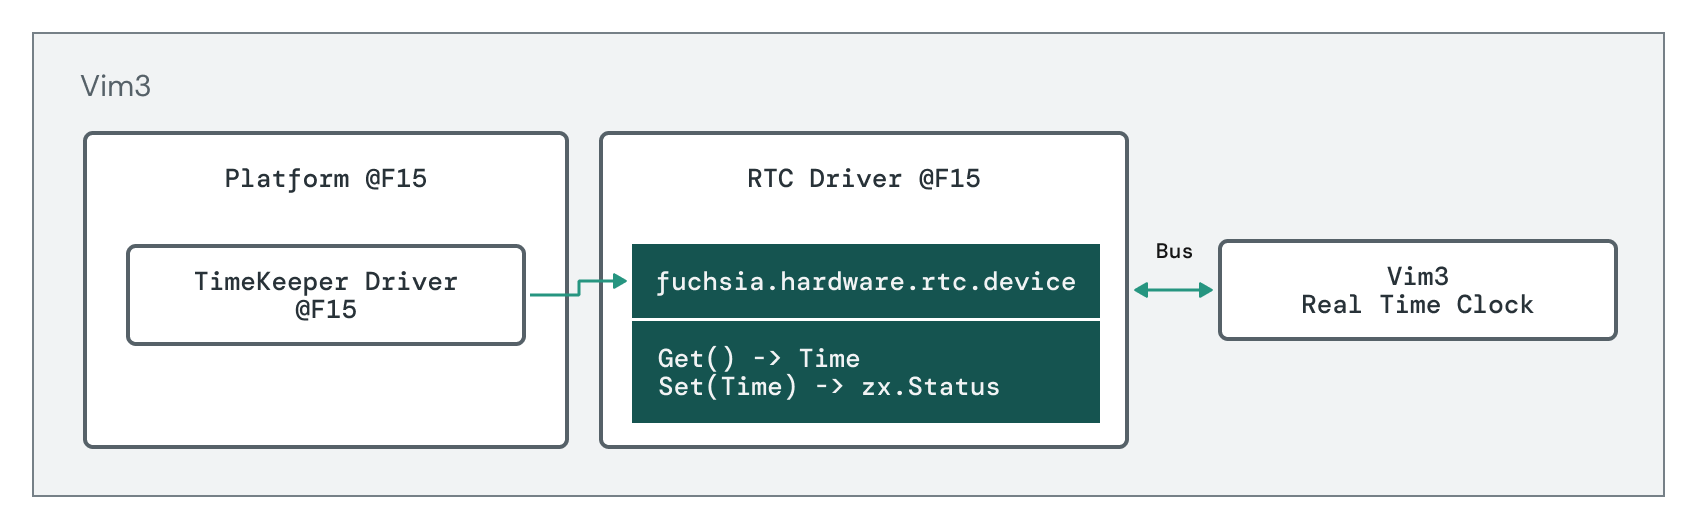 Vim3
Platform @F15
TimeKeeper Driver
@F15
RTC Driver @F15
fuchsia.hardware.rtc.device
Get() -> Time
Set(Time) -> zx.Status
Bus
Vim3
Real Time Clock